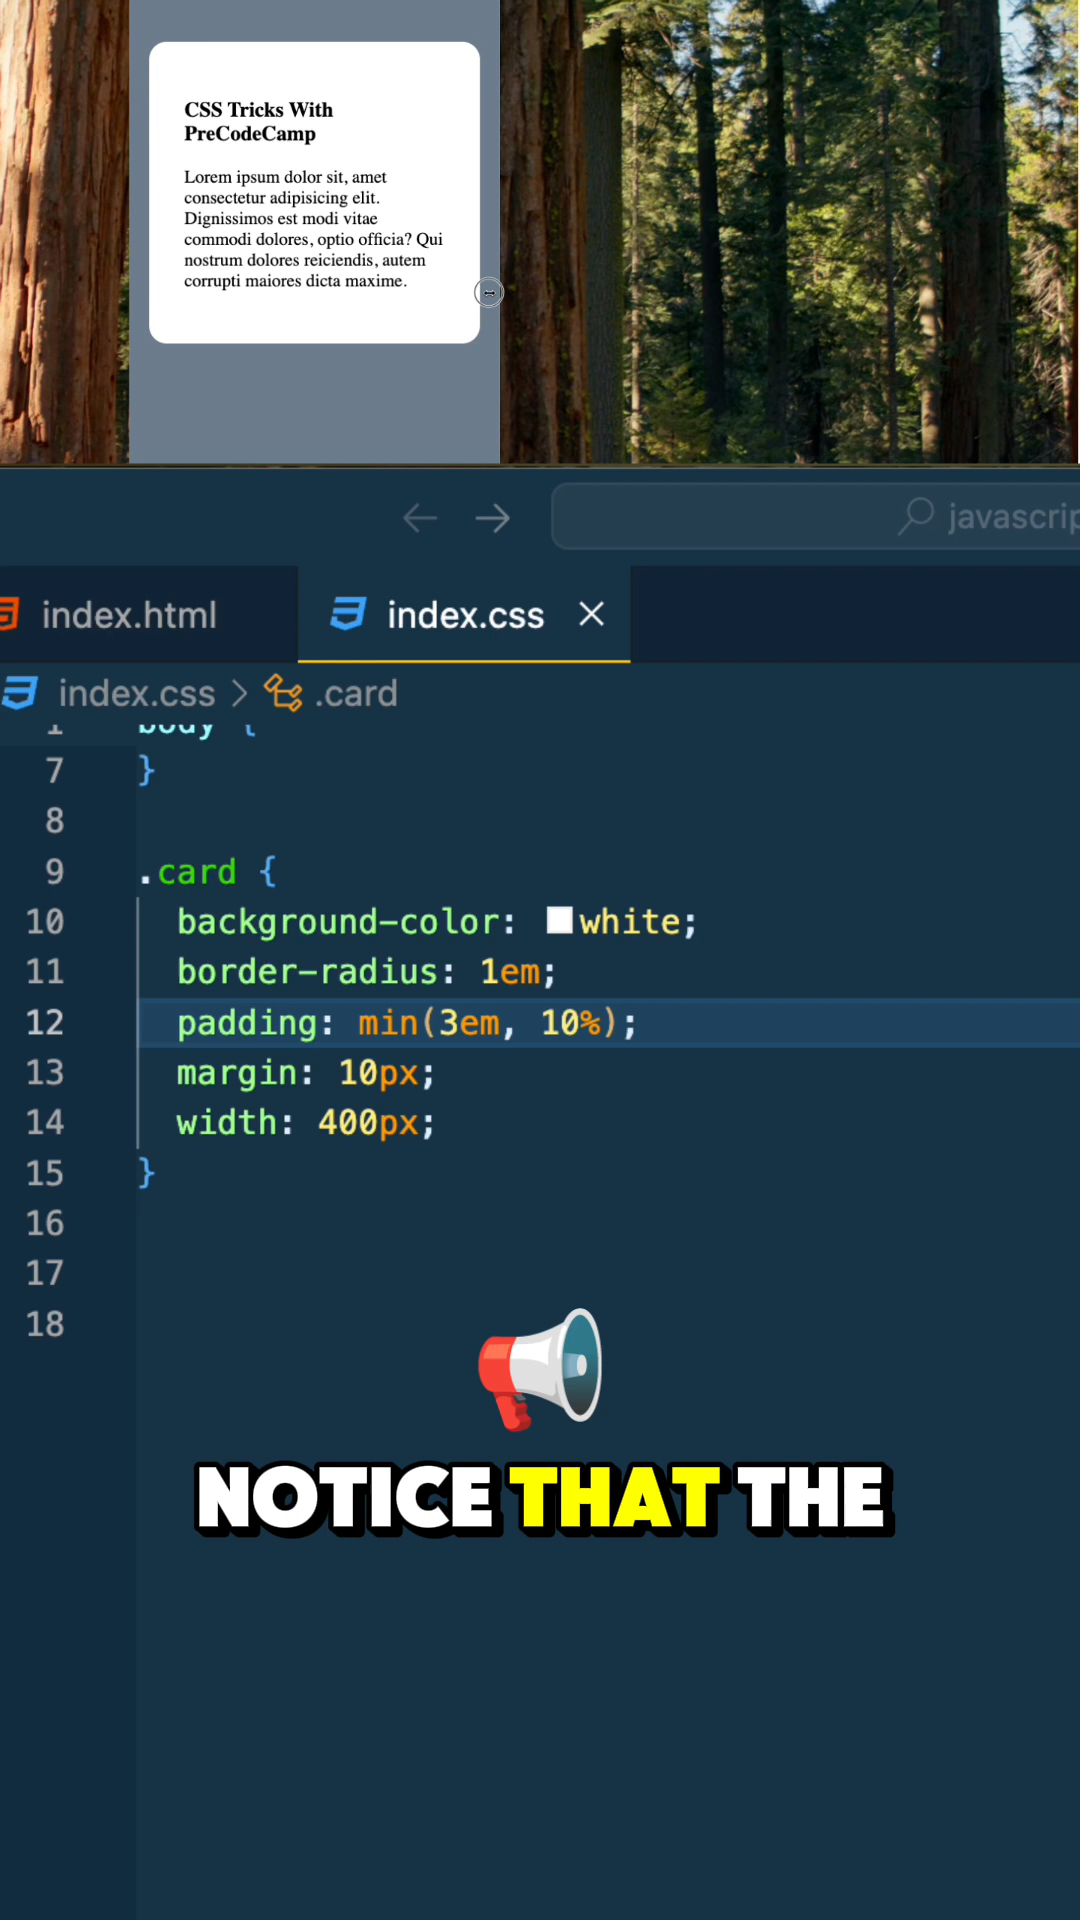 CSS Tricks With
PreCodeCamp
Lorem ipsum dolor sit, amet
consectetur adipisicing elit.
Dignissimos est modi vitae
commodi dolores, optio officia? Qui
nostrum dolores reiciendis, autem
corrupti maiores dicta maxime.
javascrip
index.html
index.css
index.css > .card
1 body {
7 }
8
9 .card {
10 background-color: white;
11 border-radius: 1em;
12 padding: min(3em, 10%);
13 margin: 10px;
14 width: 400px;
15 }
16
17
18
NOTICE THAT THE